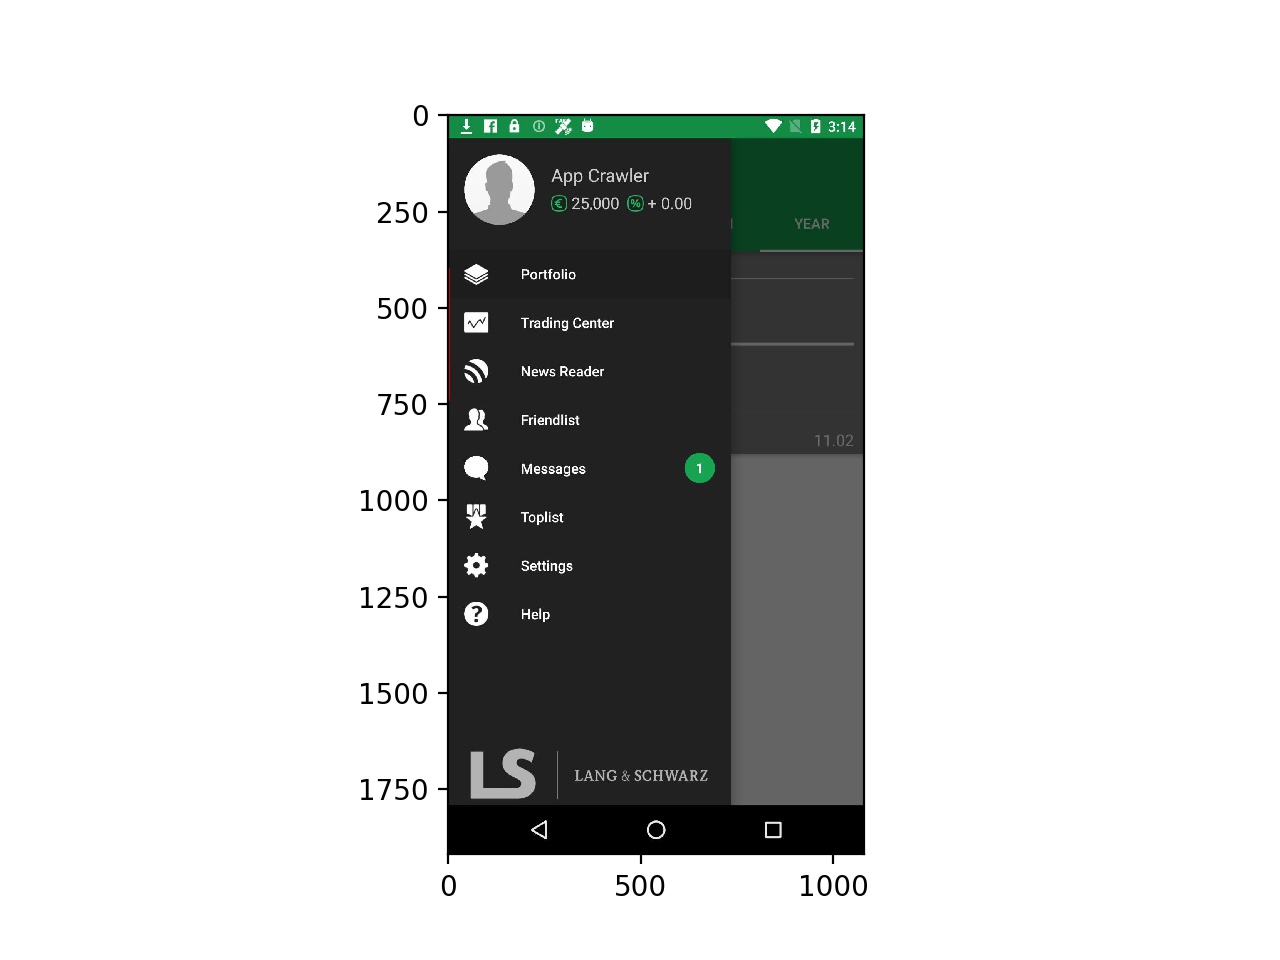 0
250
500
750
1000
1250
1500
1750
0
500
1000
3:14
App Crawler
€ 25,000 % + 0.00
YEAR
Portfolio
Trading Center
News Reader
Friendlist
11.02
Messages 1
Toplist
Settings
? Help
LS LANG & SCHWARZ